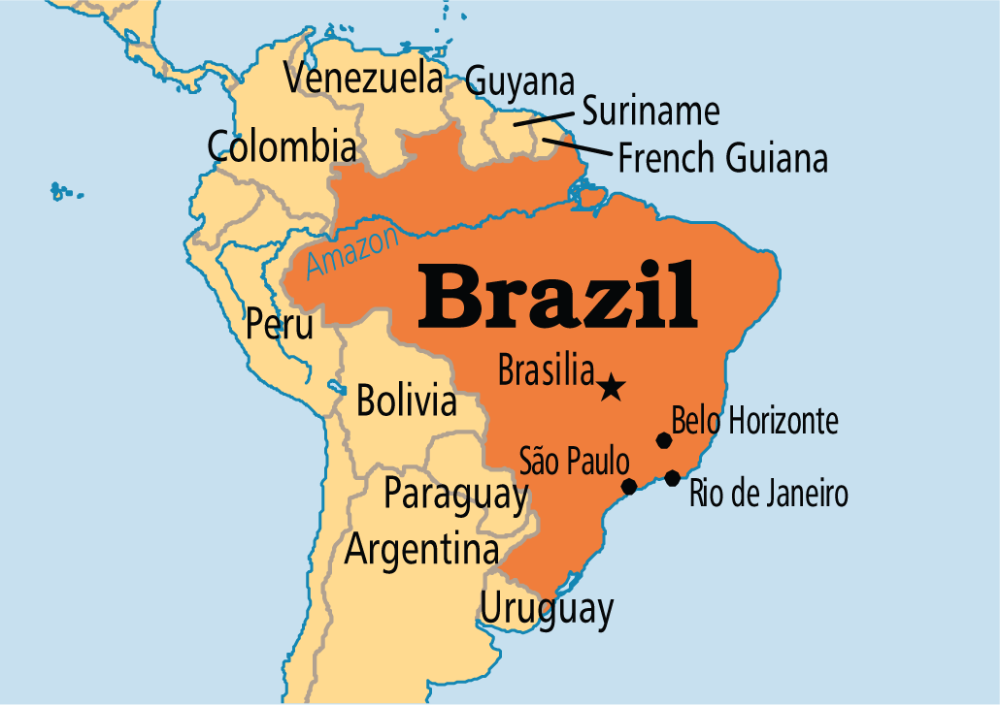 Venezuela
Guyana
Suriname
Colombia
French Guiana
Amazon
Brazil
Peru
Brasilia
Bolivia
Belo Horizonte
São Paulo
Paraguay
Rio de Janeiro
Argentina
Uruguay